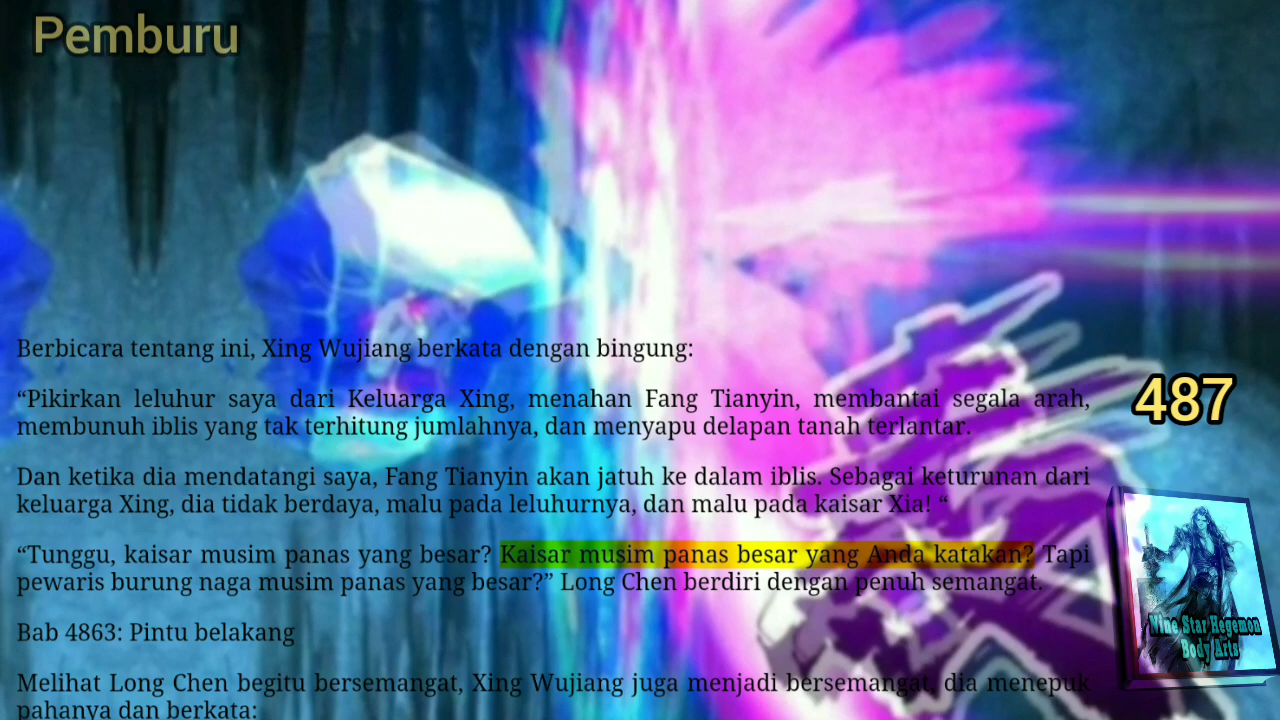 Pemburu
Berbicara tentang ini, Xing Wujiang berkata dengan bingung:
“Pikirkan leluhur saya dari Keluarga Xing, menahan Fang Tianyin, membantai segala arah,
membunuh iblis yang tak terhitung jumlahnya, dan menyapu delapan tanah terlantar.
Dan ketika dia mendatangi saya, Fang Tianyin akan jatuh ke dalam iblis. Sebagai keturunan dari
keluarga Xing, dia tidak berdaya, malu pada leluhurnya, dan malu pada kaisar Xia! “
“Tunggu, kaisar musim panas yang besar? Kaisar musim panas besar yang Anda katakan? Tapi
pewaris burung naga musim panas yang besar?” Long Chen berdiri dengan penuh semangat.
Bab 4863: Pintu belakang
Melihat Long Chen begitu bersemangat, Xing Wujiang juga menjadi bersemangat, dia menepuk
pahanya dan berkata:
487
Nine Star Hegemon
Body Arts